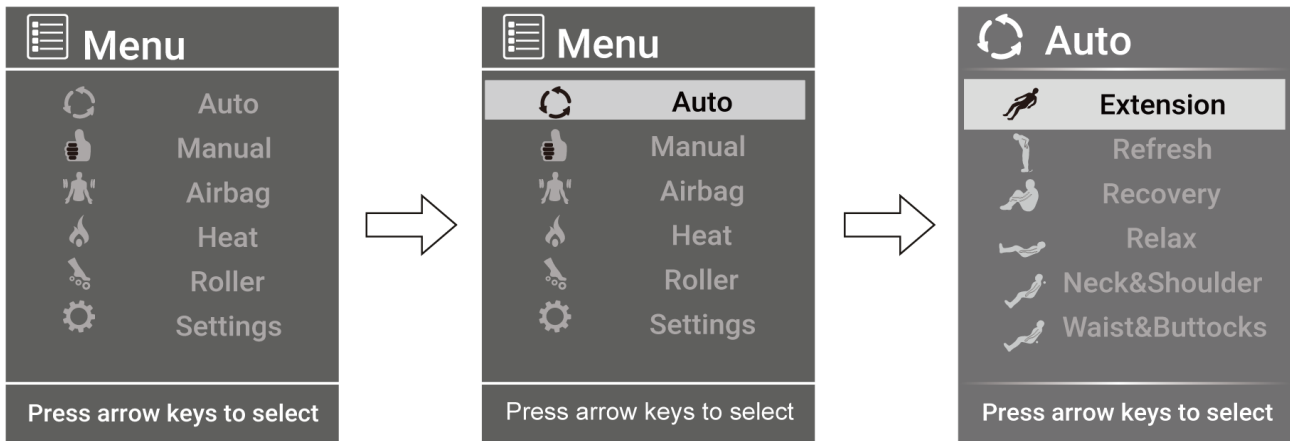 Menu
Auto
Manual
Airbag
Heat
Roller
Settings
Press arrow keys to select
Menu
Auto
Manual
Airbag
Heat
Roller
Settings
Press arrow keys to select
Auto
Extension
Refresh
Recovery
Relax
Neck&Shoulder
Waist&Buttocks
Press arrow keys to select